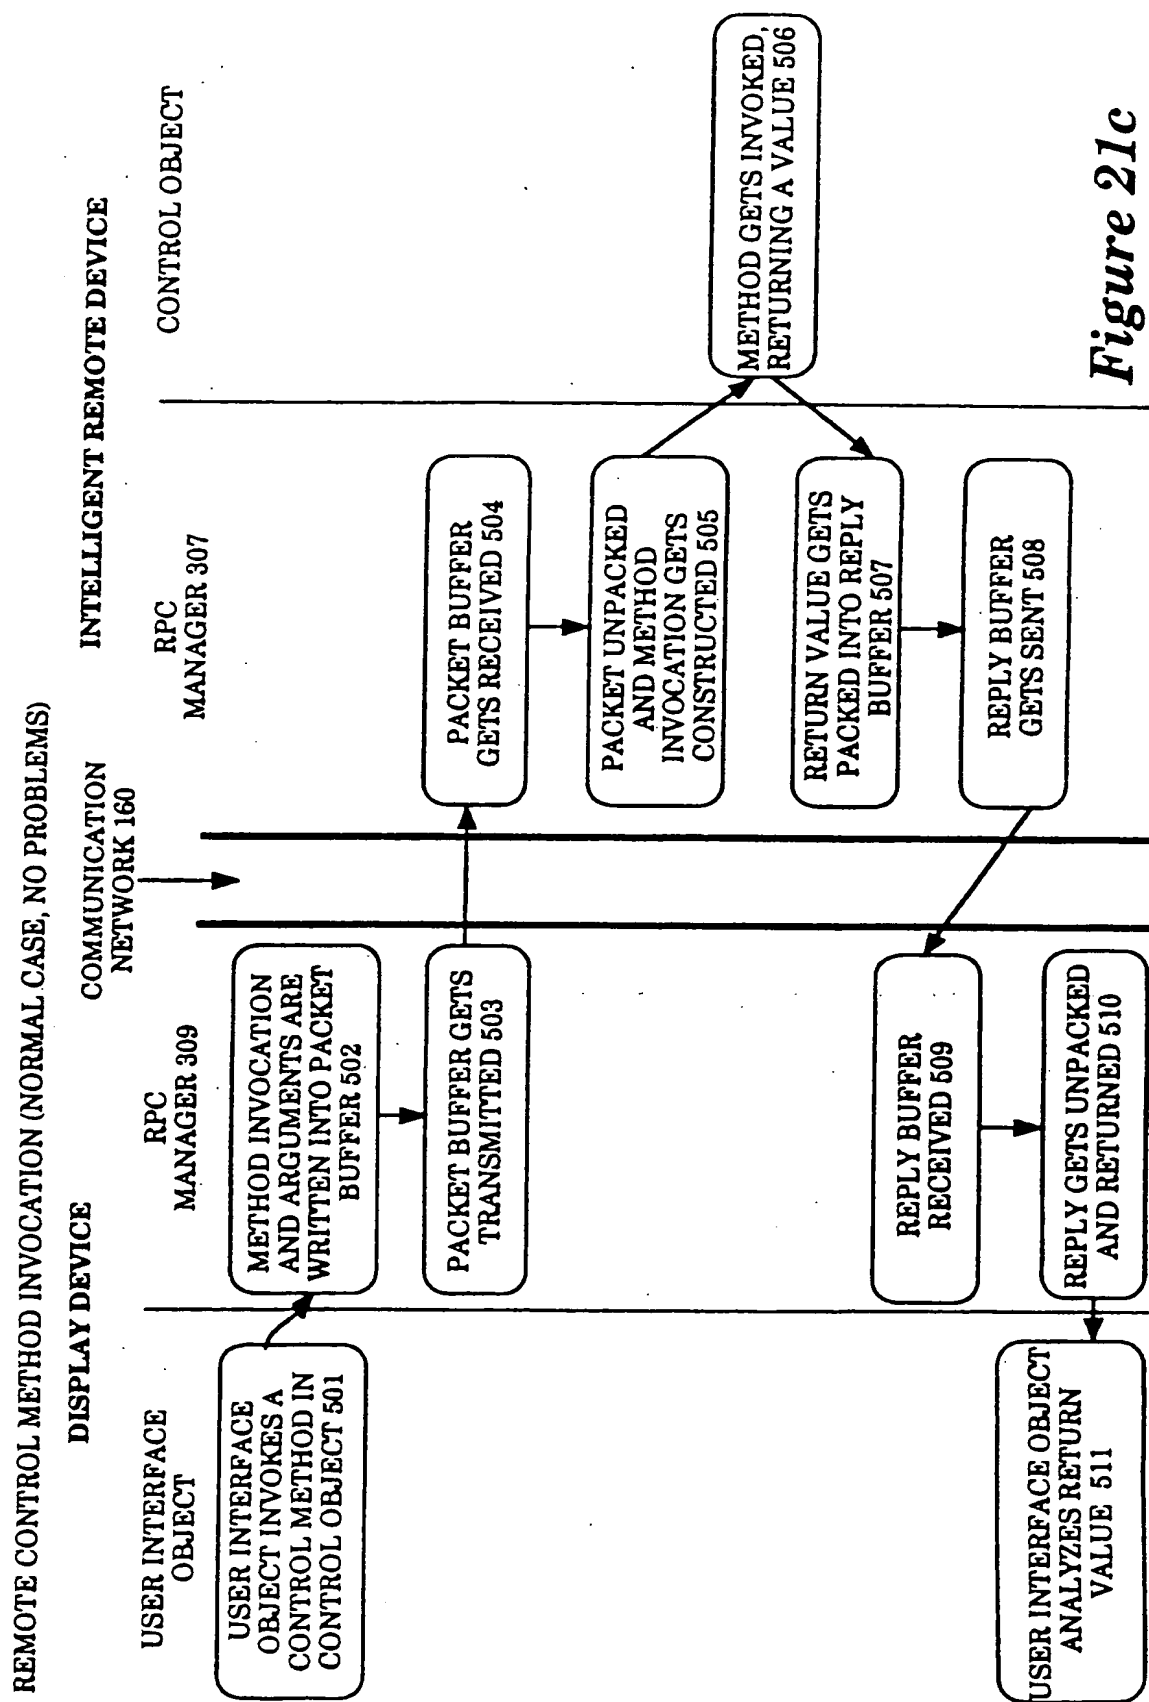 REMOTE CONTROL METHOD INVOCATION (NORMAL CASE, NO PROBLEMS)
DISPLAY DEVICE
INTELLIGENT REMOTE DEVICE
USER INTERFACE
OBJECT
RPC
MANAGER 309
COMMUNICATION
NETWORK 160
RPC
MANAGER 307
CONTROL OBJECT
USER INTERFACE
OBJECT INVOKES A
CONTROL METHOD IN
CONTROL OBJECT 501
METHOD INVOCATION
AND ARGUMENTS ARE
WRITTEN INTO PACKET
BUFFER 502
PACKET BUFFER GETS
TRANSMITTED 503
PACKET BUFFER
GETS RECEIVED 504
PACKET UNPACKED
AND METHOD
INVOCATION GETS
CONSTRUCTED 505
METHOD GETS INVOKED,
RETURNING A VALUE 506
RETURN VALUE GETS
PACKED INTO REPLY
BUFFER 507
REPLY BUFFER
GETS SENT 508
REPLY BUFFER
RECEIVED 509
REPLY GETS UNPACKED
AND RETURNED 510
USER INTERFACE OBJECT
ANALYZES RETURN
VALUE 511
Figure 21c